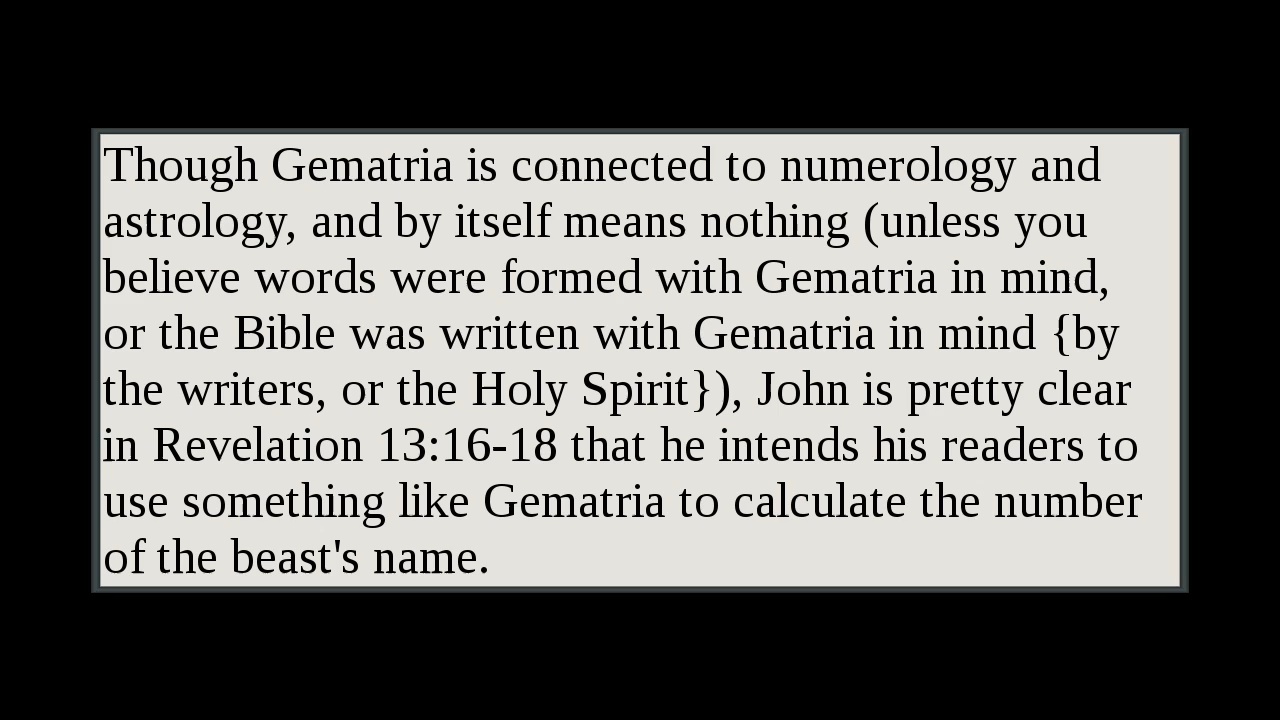 Though Gematria is connected to numerology and
astrology, and by itself means nothing (unless you
believe words were formed with Gematria in mind,
or the Bible was written with Gematria in mind {by
the writers, or the Holy Spirit}), John is pretty clear
in Revelation 13:16-18 that he intends his readers to
use something like Gematria to calculate the number
of the beast's name.